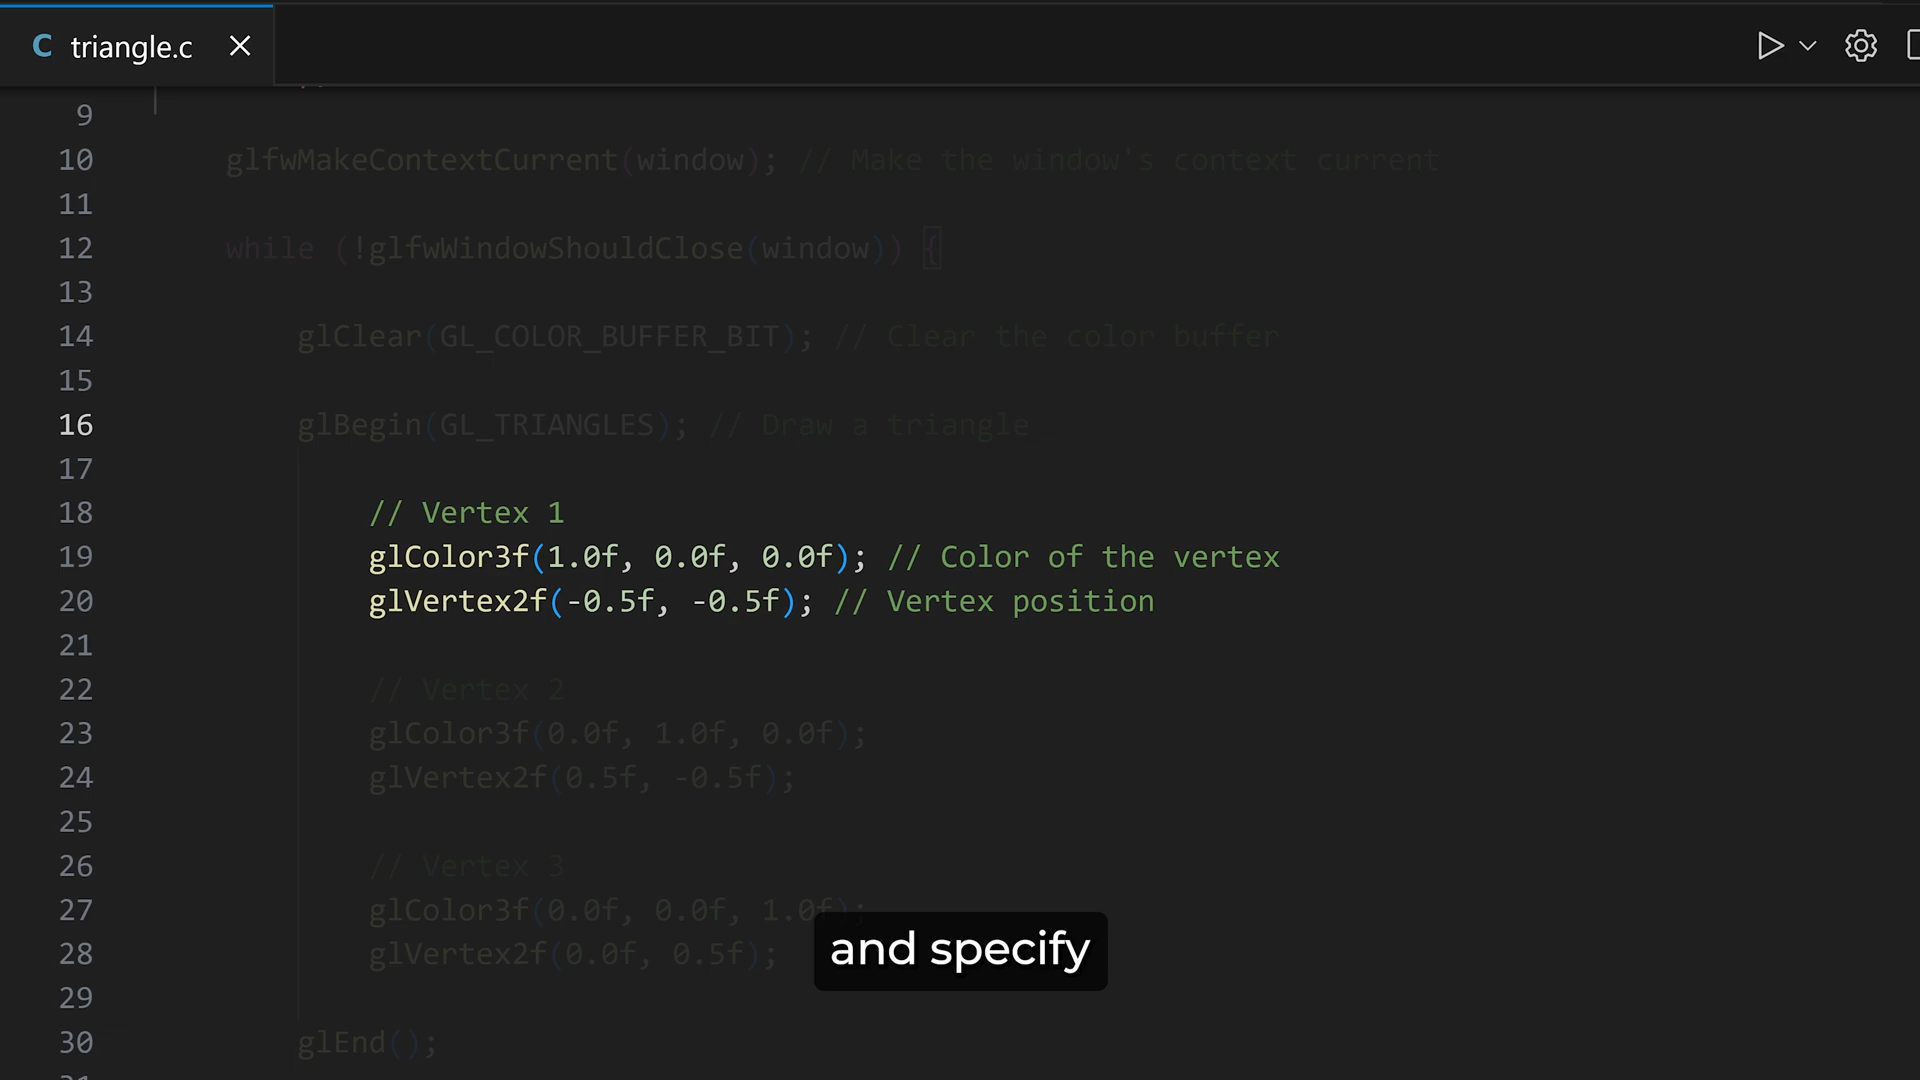 C triangle.c
9
10 glfwMakeContextCurrent(window); // Make the window's context current
11
12 while (!glfwWindowShouldClose(window)) {
13
14 glClear(GL_COLOR_BUFFER_BIT); // Clear the color buffer
15
16 glBegin(GL_TRIANGLES); // Draw a triangle
17
18 // Vertex 1
19 glColor3f(1.0f, 0.0f, 0.0f); // Color of the vertex
20 glVertex2f(-0.5f, -0.5f); // Vertex position
21
22 // Vertex 2
23 glColor3f(0.0f, 1.0f, 0.0f);
24 glVertex2f(0.5f, -0.5f);
25
26 // Vertex 3
27 glColor3f(0.0f, 0.0f, 1.0f);
28 glVertex2f(0.0f, 0.5f);
and specify
29
30 glEnd();